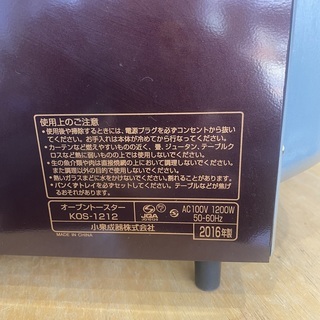 使用上のご注意
•使用後や掃除するときには、電源プラグを必ずコンセントから抜い
てください。お手入れは本体が冷めてから行なってください。
•カーテンなど燃えやすいものの近く、畳、ジュータン、テーブルク
ロスなど熱に弱いものの上では使用しないでください。
•生の魚介類や肉は直接網の上において調理しないでください。
また調理以外の目的で使用しないでください。
•熱いガラスまどに水をかけないでください。割れることがあります。
•パンくずトレイを必ずセットしてください。テーブルなどが焦げ
るおそれがあります。
オーブントースター
KOS-1212
小泉成器株式会社
MADE IN CHINA
JQA
AC100V 1200W
50-60Hz
2016年製